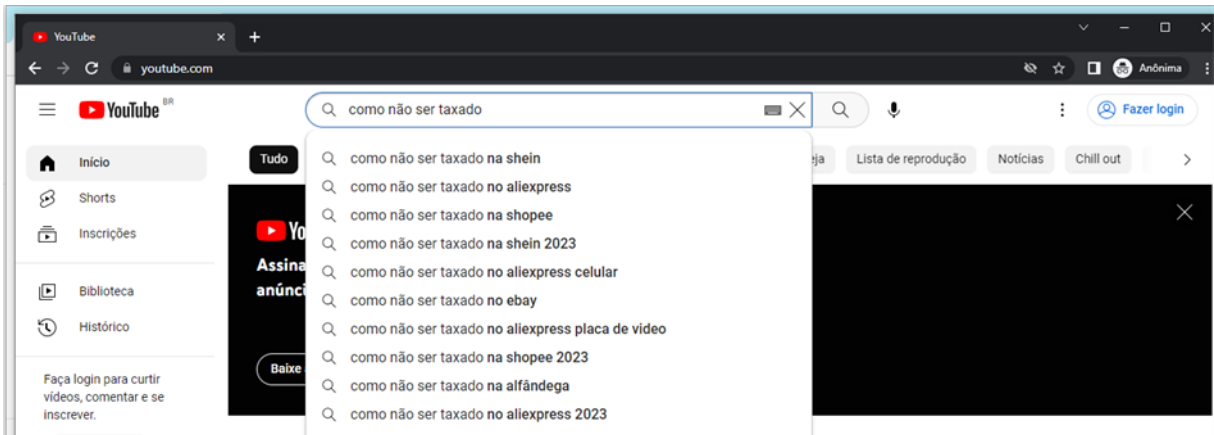 YouTube
youtube.com
Anônima
YouTube BR
como não ser taxado
Fazer login
Início
Shorts
Inscrições
Biblioteca
Histórico
Faça login para curtir
vídeos, comentar e se
inscrever.
Tudo
Lista de reprodução
Notícias
Chill out
Assina
Baixe
como não ser taxado na shein
como não ser taxado no aliexpress
como não ser taxado na shopee
como não ser taxado na shein 2023
como não ser taxado no aliexpress celular
como não ser taxado no ebay
como não ser taxado no aliexpress placa de video
como não ser taxado na shopee 2023
como não ser taxado na alfândega
como não ser taxado no aliexpress 2023